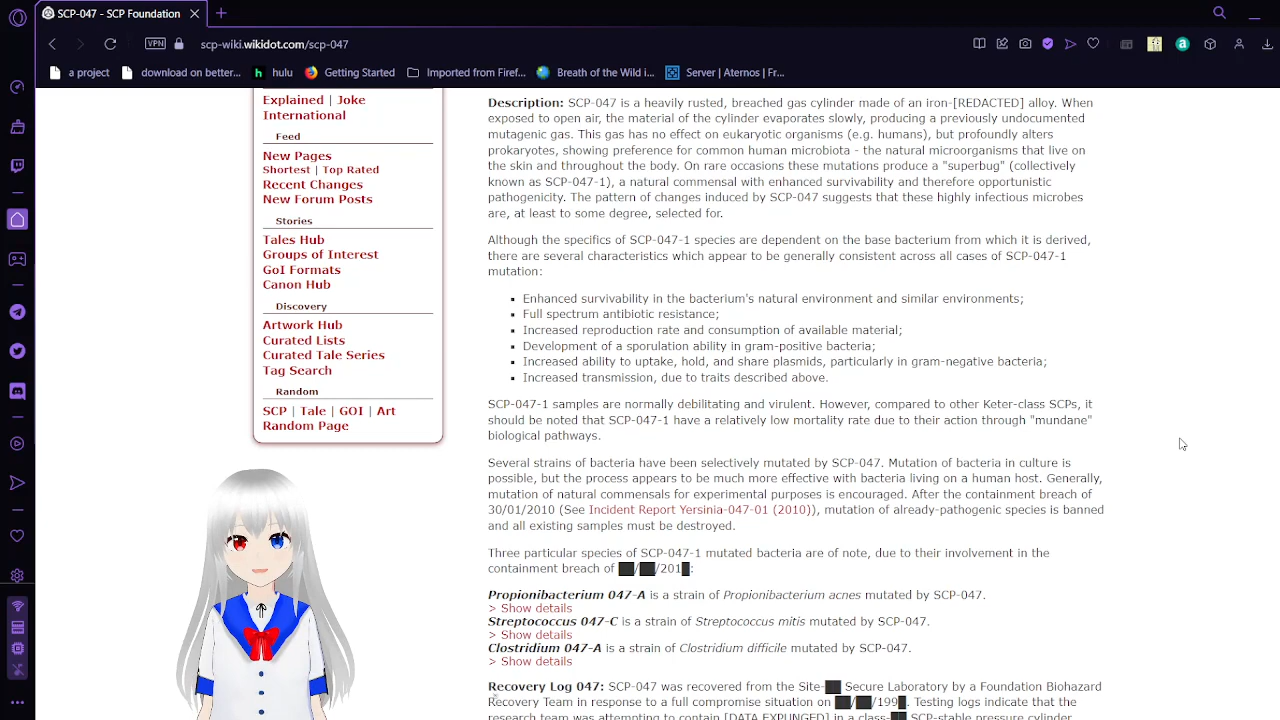 SCP-047 - SCP Foundation
VPN
scp-wiki.wikidot.com/scp-047
a project
download on better...
h
hulu
Getting Started
Imported from Firef...
Breath of the Wild i...
Server | Aternos | Fr...
a
Explained | Joke
International
Feed
New Pages
Shortest | Top Rated
Recent Changes
New Forum Posts
Stories
Tales Hub
Groups of Interest
GoI Formats
Canon Hub
Discovery
Artwork Hub
Curated Lists
Curated Tale Series
Tag Search
Random
SCP | Tale | GOI | Art
Random Page
Description: SCP-047 is a heavily rusted, breached gas cylinder made of an iron-[REDACTED] alloy. When
exposed to open air, the material of the cylinder evaporates slowly, producing a previously undocumented
mutagenic gas. This gas has no effect on eukaryotic organisms (e.g. humans), but profoundly alters
prokaryotes, showing preference for common human microbiota - the natural microorganisms that live on
the skin and throughout the body. On rare occasions these mutations produce a "superbug" (collectively
known as SCP-047-1), a natural commensal with enhanced survivability and therefore opportunistic
pathogenicity. The pattern of changes induced by SCP-047 suggests that these highly infectious microbes
are, at least to some degree, selected for.
Although the specifics of SCP-047-1 species are dependent on the base bacterium from which it is derived,
there are several characteristics which appear to be generally consistent across all cases of SCP-047-1
mutation:
▪ Enhanced survivability in the bacterium's natural environment and similar environments;
▪ Full spectrum antibiotic resistance;
▪ Increased reproduction rate and consumption of available material;
▪ Development of a sporulation ability in gram-positive bacteria;
▪ Increased ability to uptake, hold, and share plasmids, particularly in gram-negative bacteria;
▪ Increased transmission, due to traits described above.
SCP-047-1 samples are normally debilitating and virulent. However, compared to other Keter-class SCPs, it
should be noted that SCP-047-1 have a relatively low mortality rate due to their action through "mundane"
biological pathways.
Several strains of bacteria have been selectively mutated by SCP-047. Mutation of bacteria in culture is
possible, but the process appears to be much more effective with bacteria living on a human host. Generally,
mutation of natural commensals for experimental purposes is encouraged. After the containment breach of
30/01/2010 (See Incident Report Yersinia-047-01 (2010)), mutation of already-pathogenic species is banned
and all existing samples must be destroyed.
Three particular species of SCP-047-1 mutated bacteria are of note, due to their involvement in the
containment breach of ██/██/201█:
Propionibacterium 047-A is a strain of Propionibacterium acnes mutated by SCP-047.
> Show details
Streptococcus 047-C is a strain of Streptococcus mitis mutated by SCP-047.
> Show details
Clostridium 047-A is a strain of Clostridium difficile mutated by SCP-047.
> Show details
Recovery Log 047: SCP-047 was recovered from the Site-██ Secure Laboratory by a Foundation Biohazard
Recovery Team in response to a full compromise situation on ██/██/199█. Testing logs indicate that the
research team was attempting to contain [DATA EXPUNGED] in a class-██ SCP-stable pressure cylinder